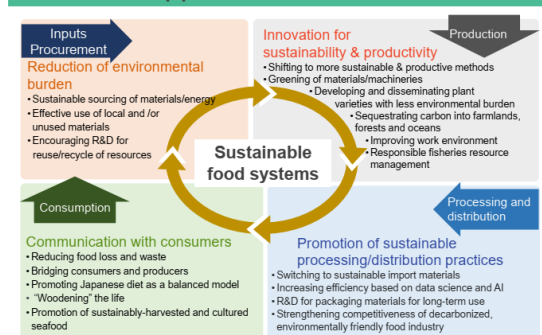 Inputs
Procurement
Reduction of environmental
burden
• Sustainable sourcing of materials/energy
• Effective use of local and /or
unused materials
• Encouraging R&D for
reuse/recycle of resources
Innovation for
sustainability & productivity
Production
• Shifting to more sustainable & productive methods
• Greening of materials/machineries
• Developing and disseminating plant
varieties with less environmental burden
• Sequestrating carbon into farmlands,
forests and oceans
• Improving work environment
• Responsible fisheries resource
management
Sustainable
food systems
Consumption
Communication with consumers
• Reducing food loss and waste
• Bridging consumers and producers
• Promoting Japanese diet as a balanced model
• “Woodening” the life
• Promotion of sustainably-harvested and cultured
seafood
Processing and
distribution
Promotion of sustainable
processing/distribution practices
• Switching to sustainable import materials
• Increasing efficiency based on data science and AI
• R&D for packaging materials for long-term use
• Strengthening competitiveness of decarbonized,
environmentally friendly food industry